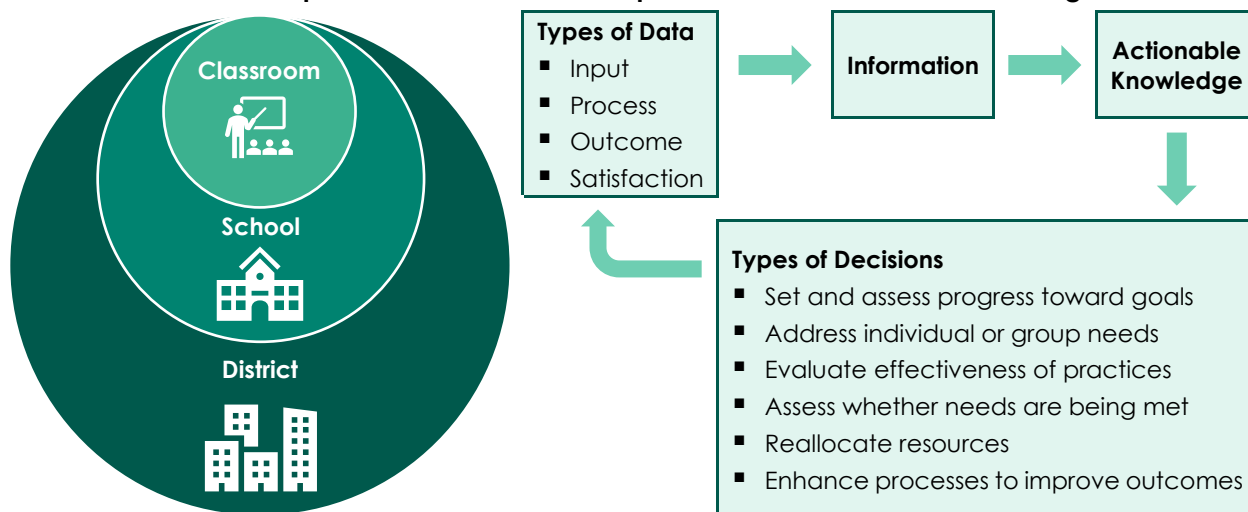 Classroom
School
District
Types of Data
▪ Input
▪ Process
▪ Outcome
▪ Satisfaction
Information
Actionable
Knowledge
Types of Decisions
▪ Set and assess progress toward goals
▪ Address individual or group needs
▪ Evaluate effectiveness of practices
▪ Assess whether needs are being met
▪ Reallocate resources
▪ Enhance processes to improve outcomes